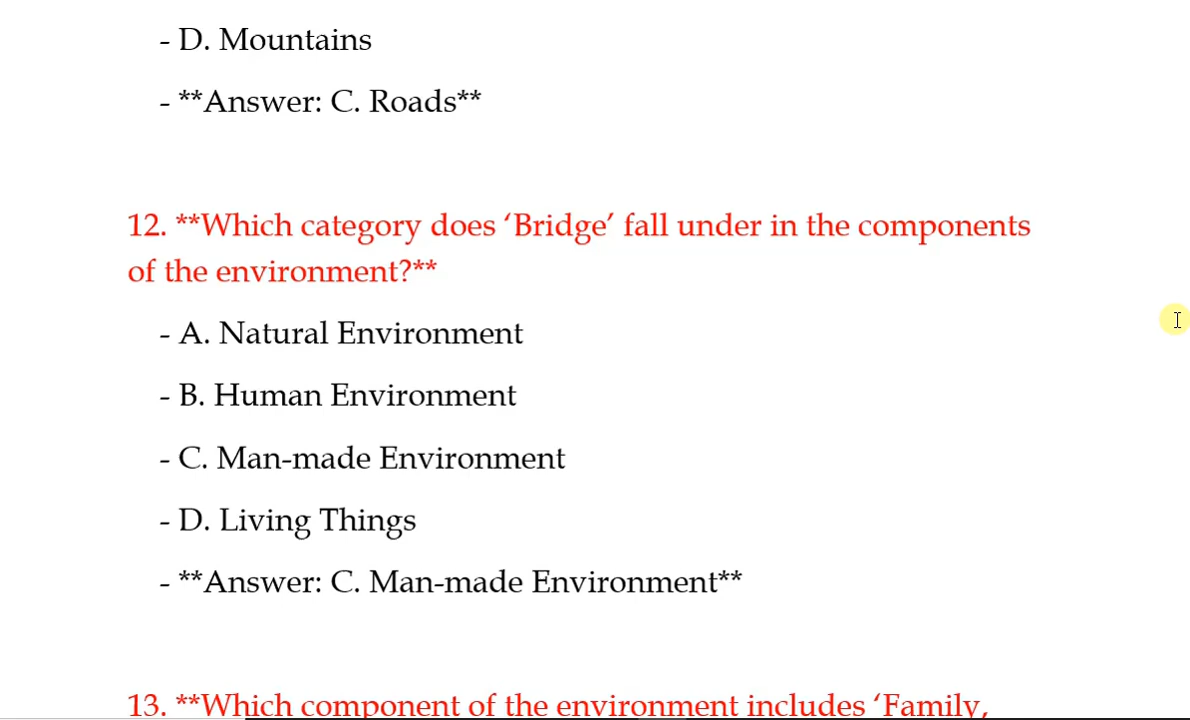 - D. Mountains
- **Answer: C. Roads**
12. **Which category does ‘Bridge’ fall under in the components
of the environment?**
- A. Natural Environment
- B. Human Environment
- C. Man-made Environment
- D. Living Things
- **Answer: C. Man-made Environment**
13. **Which component of the environment includes ‘Family,